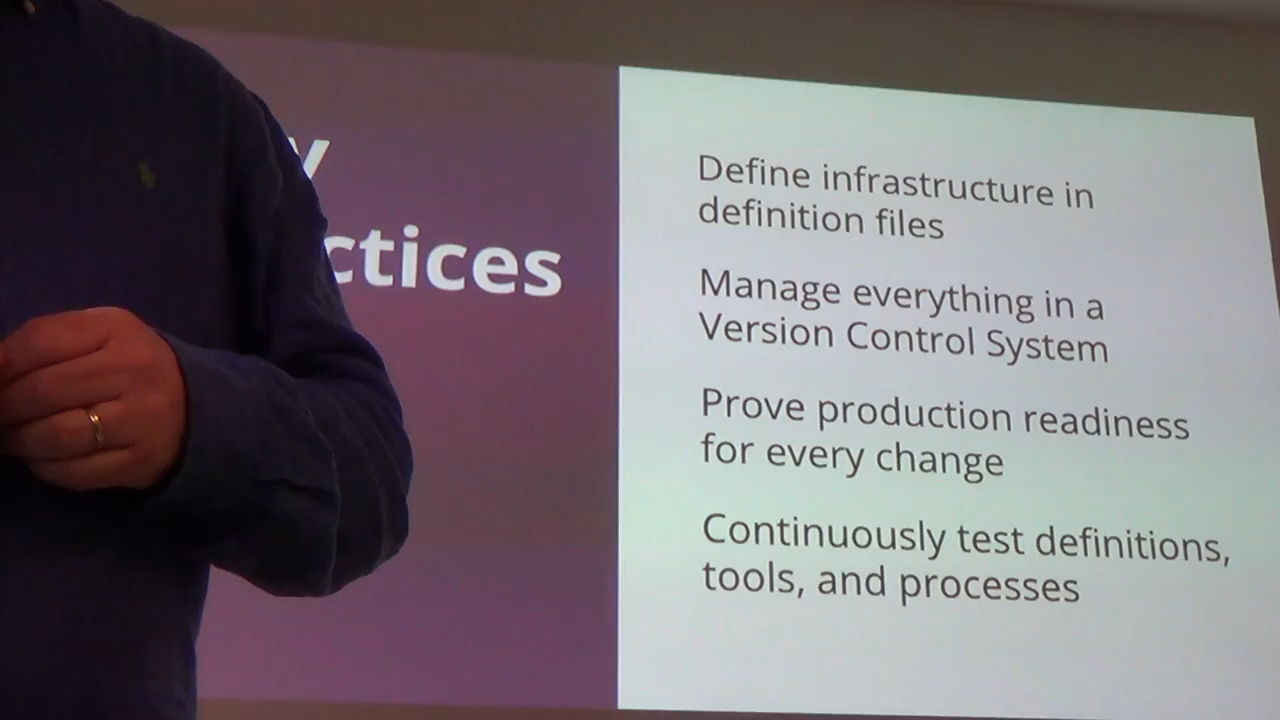 Define infrastructure in
definition files
Manage everything in a
Version Control System
Prove production readiness
for every change
Continuously test definitions,
tools, and processes